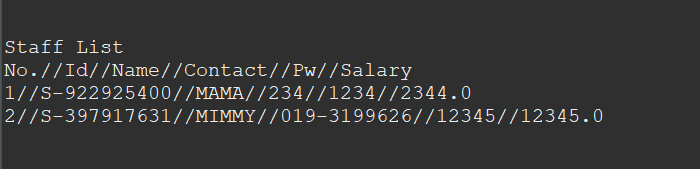 Staff List
No.//Id//Name//Contact//Pw//Salary
1//S-922925400//MAMA//234//1234//2344.0
2//S-397917631//MIMMY//019-3199626//12345//12345.0